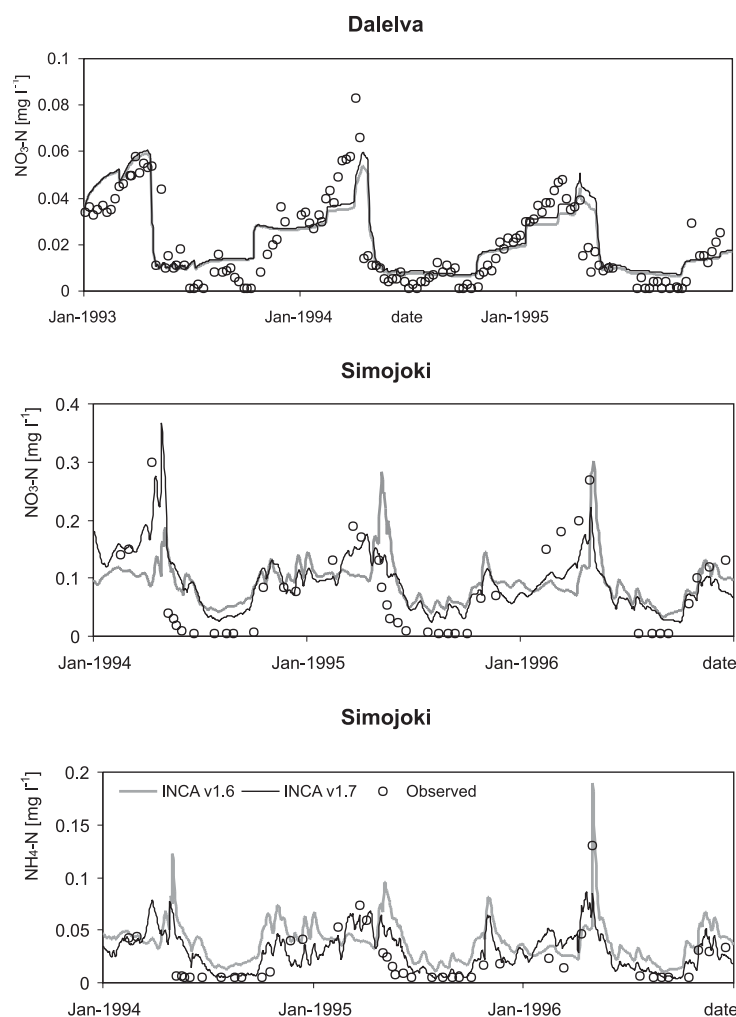 Dalelva
NO₃-N [mg l⁻¹]
0.1
0.08
0.06
0.04
0.02
0
Jan-1993 Jan-1994 date Jan-1995
Simojoki
NO₃-N [mg l⁻¹]
0.4
0.3
0.2
0.1
0
Jan-1994 Jan-1995 Jan-1996 date
Simojoki
NH₄-N [mg l⁻¹]
0.2
INCA v1.6 INCA v1.7 Observed
0.15
0.1
0.05
0
Jan-1994 Jan-1995 Jan-1996 date